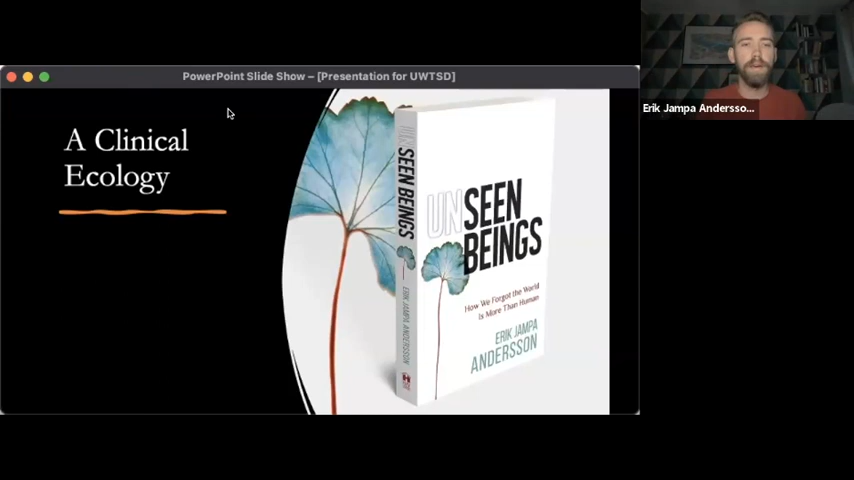 PowerPoint Slide Show – [Presentation for UWTSD]
Erik Jampa Andersso...
A Clinical
Ecology
UNSEEN BEINGS
ERIK JAMPA ANDERSSON
UNSEEN
BEINGS
How We Forgot the World
Is More Than Human
ERIK JAMPA
ANDERSSON